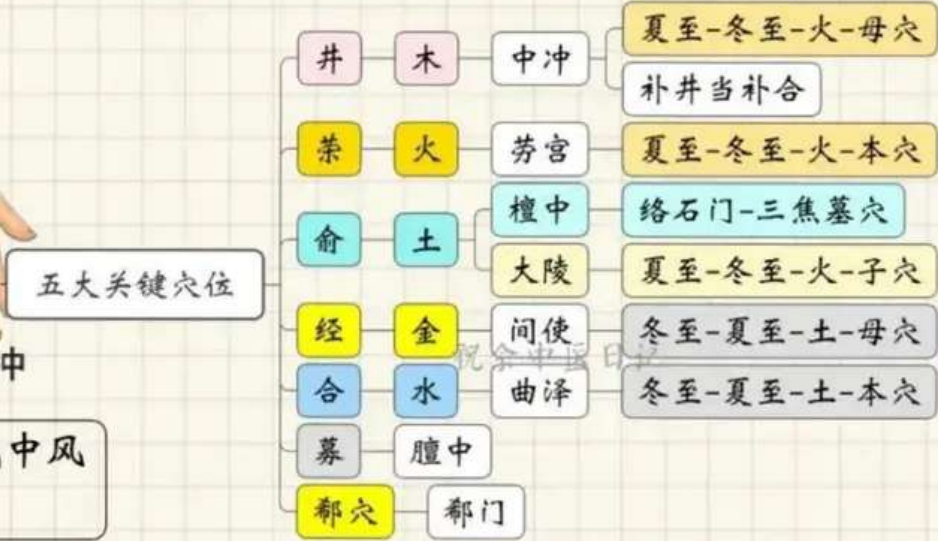 五大关键穴位
中
中风
井 木 中冲 夏至-冬至-火-母穴
补井当补合
荥 火 劳宫 夏至-冬至-火-本穴
俞 土 檀中 络石门-三焦墓穴
大陵 夏至-冬至-火-子穴
经 金 间使 冬至-夏至-土-母穴
合 水 曲泽 冬至-夏至-土-本穴
募 膻中
郗穴 郗门
中医日记